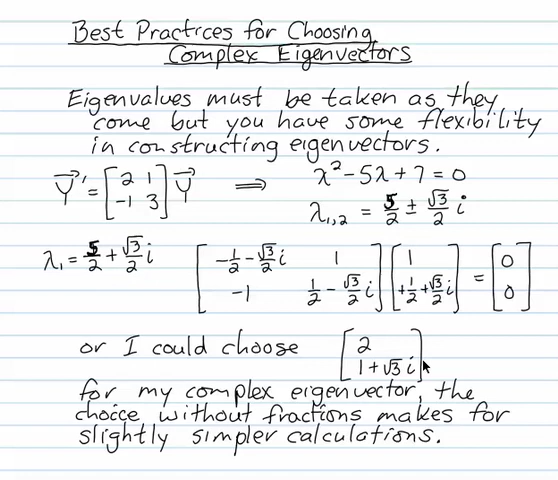 Best Practices for Choosing
Complex Eigenvectors
Eigenvalues must be taken as they
come but you have some flexibility
in constructing eigenvectors.
Y⃗' = [2 1; -1 3] Y⃗ ⟹ λ² - 5λ + 7 = 0
λ₁,₂ = 5/2 ± √3/2 i
λ₁ = 5/2 + √3/2 i [-1/2 - √3/2 i 1; -1 1/2 - √3/2 i] [1; +1/2 + √3/2 i] = [0; 0]
or I could choose [2; 1 + √3 i]
for my complex eigenvector, the
choice without fractions makes for
slightly simpler calculations.